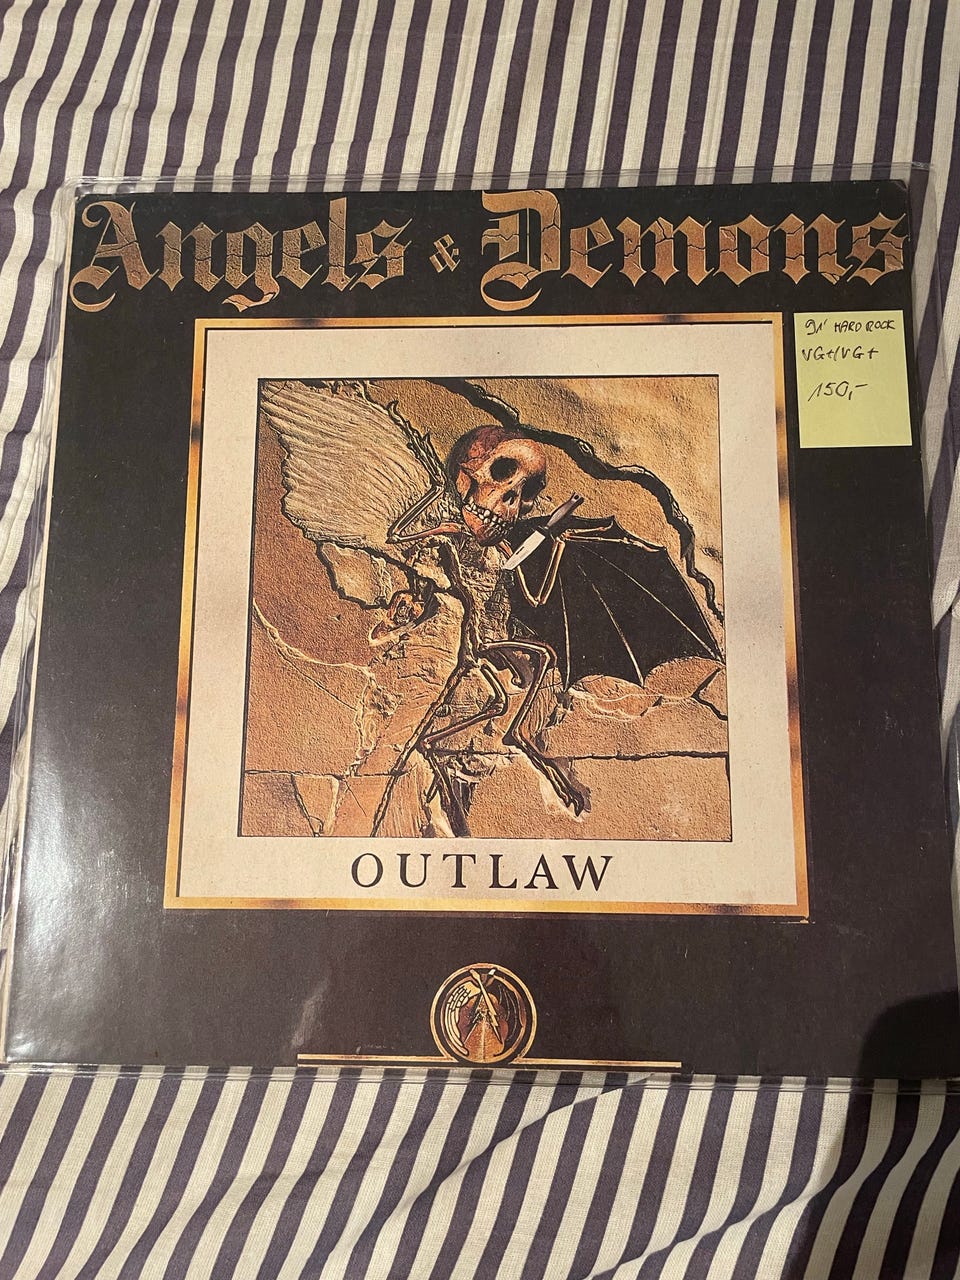 Angels & Demons
91' HARD ROCK
VG+/VG+
150,-
OUTLAW